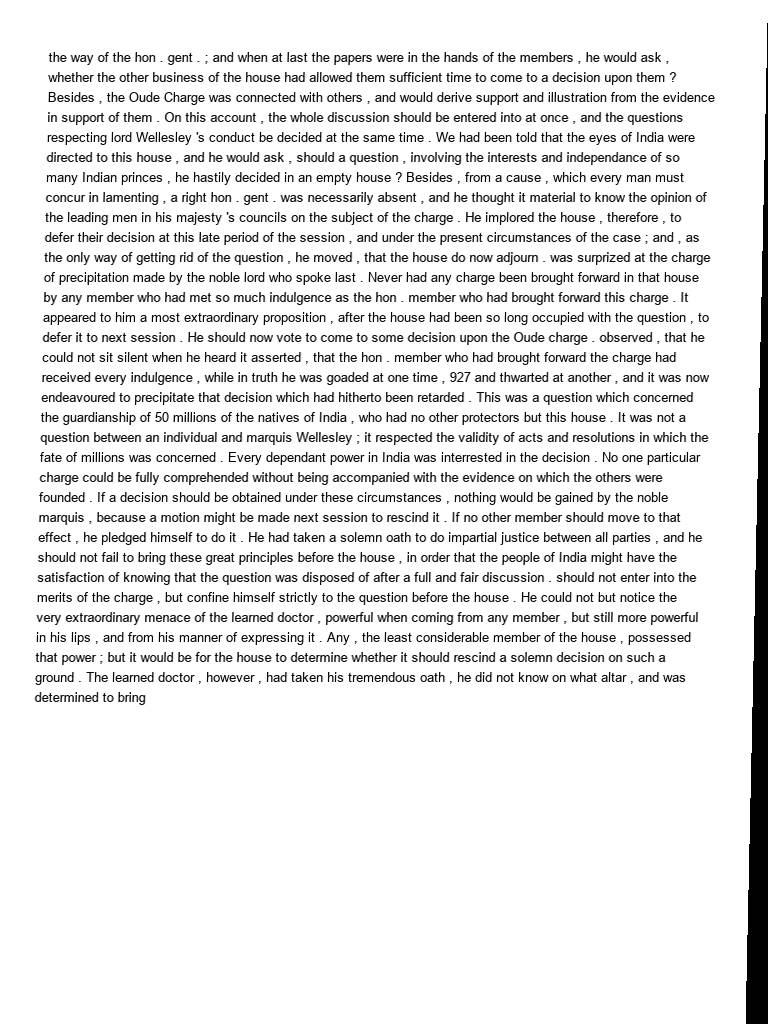 the way of the hon . gent . ; and when at last the papers were in the hands of the members , he would ask ,
whether the other business of the house had allowed them sufficient time to come to a decision upon them ?
Besides , the Oude Charge was connected with others , and would derive support and illustration from the evidence
in support of them . On this account , the whole discussion should be entered into at once , and the questions
respecting lord Wellesley 's conduct be decided at the same time . We had been told that the eyes of India were
directed to this house , and he would ask , should a question , involving the interests and independance of so
many Indian princes , he hastily decided in an empty house ? Besides , from a cause , which every man must
concur in lamenting , a right hon . gent . was necessarily absent , and he thought it material to know the opinion of
the leading men in his majesty 's councils on the subject of the charge . He implored the house , therefore , to
defer their decision at this late period of the session , and under the present circumstances of the case ; and , as
the only way of getting rid of the question , he moved , that the house do now adjourn . was surprized at the charge
of precipitation made by the noble lord who spoke last . Never had any charge been brought forward in that house
by any member who had met so much indulgence as the hon . member who had brought forward this charge . It
appeared to him a most extraordinary proposition , after the house had been so long occupied with the question , to
defer it to next session . He should now vote to come to some decision upon the Oude charge . observed , that he
could not sit silent when he heard it asserted , that the hon . member who had brought forward the charge had
received every indulgence , while in truth he was goaded at one time , 927 and thwarted at another , and it was now
endeavoured to precipitate that decision which had hitherto been retarded . This was a question which concerned
the guardianship of 50 millions of the natives of India , who had no other protectors but this house . It was not a
question between an individual and marquis Wellesley ; it respected the validity of acts and resolutions in which the
fate of millions was concerned . Every dependant power in India was interrested in the decision . No one particular
charge could be fully comprehended without being accompanied with the evidence on which the others were
founded . If a decision should be obtained under these circumstances , nothing would be gained by the noble
marquis , because a motion might be made next session to rescind it . If no other member should move to that
effect , he pledged himself to do it . He had taken a solemn oath to do impartial justice between all parties , and he
should not fail to bring these great principles before the house , in order that the people of India might have the
satisfaction of knowing that the question was disposed of after a full and fair discussion . should not enter into the
merits of the charge , but confine himself strictly to the question before the house . He could not but notice the
very extraordinary menace of the learned doctor , powerful when coming from any member , but still more powerful
in his lips , and from his manner of expressing it . Any , the least considerable member of the house , possessed
that power ; but it would be for the house to determine whether it should rescind a solemn decision on such a
ground . The learned doctor , however , had taken his tremendous oath , he did not know on what altar , and was
determined to bring